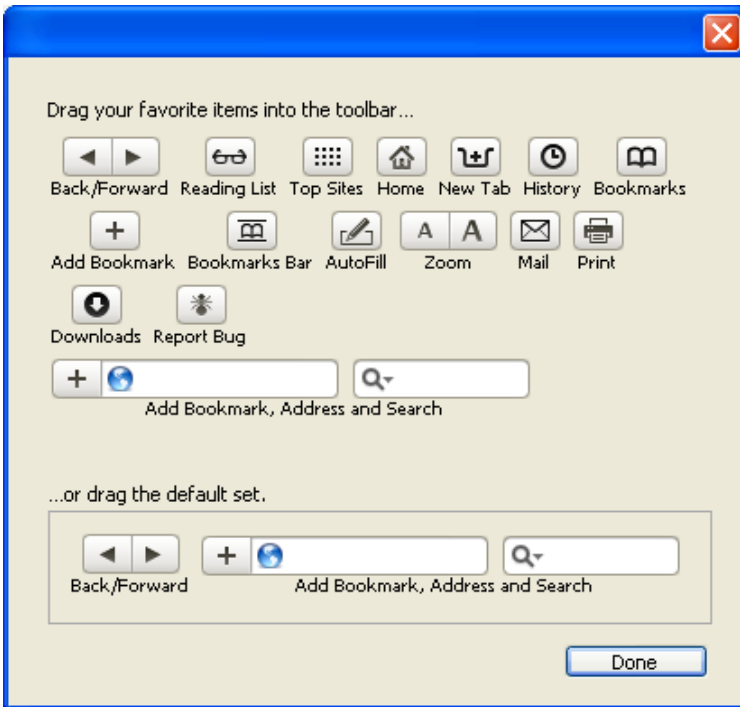 Drag your favorite items into the toolbar...
Back/Forward Reading List Top Sites Home New Tab History Bookmarks
A A
Add Bookmark Bookmarks Bar AutoFill Zoom Mail Print
Downloads Report Bug
Add Bookmark, Address and Search
...or drag the default set.
Back/Forward Add Bookmark, Address and Search
Done